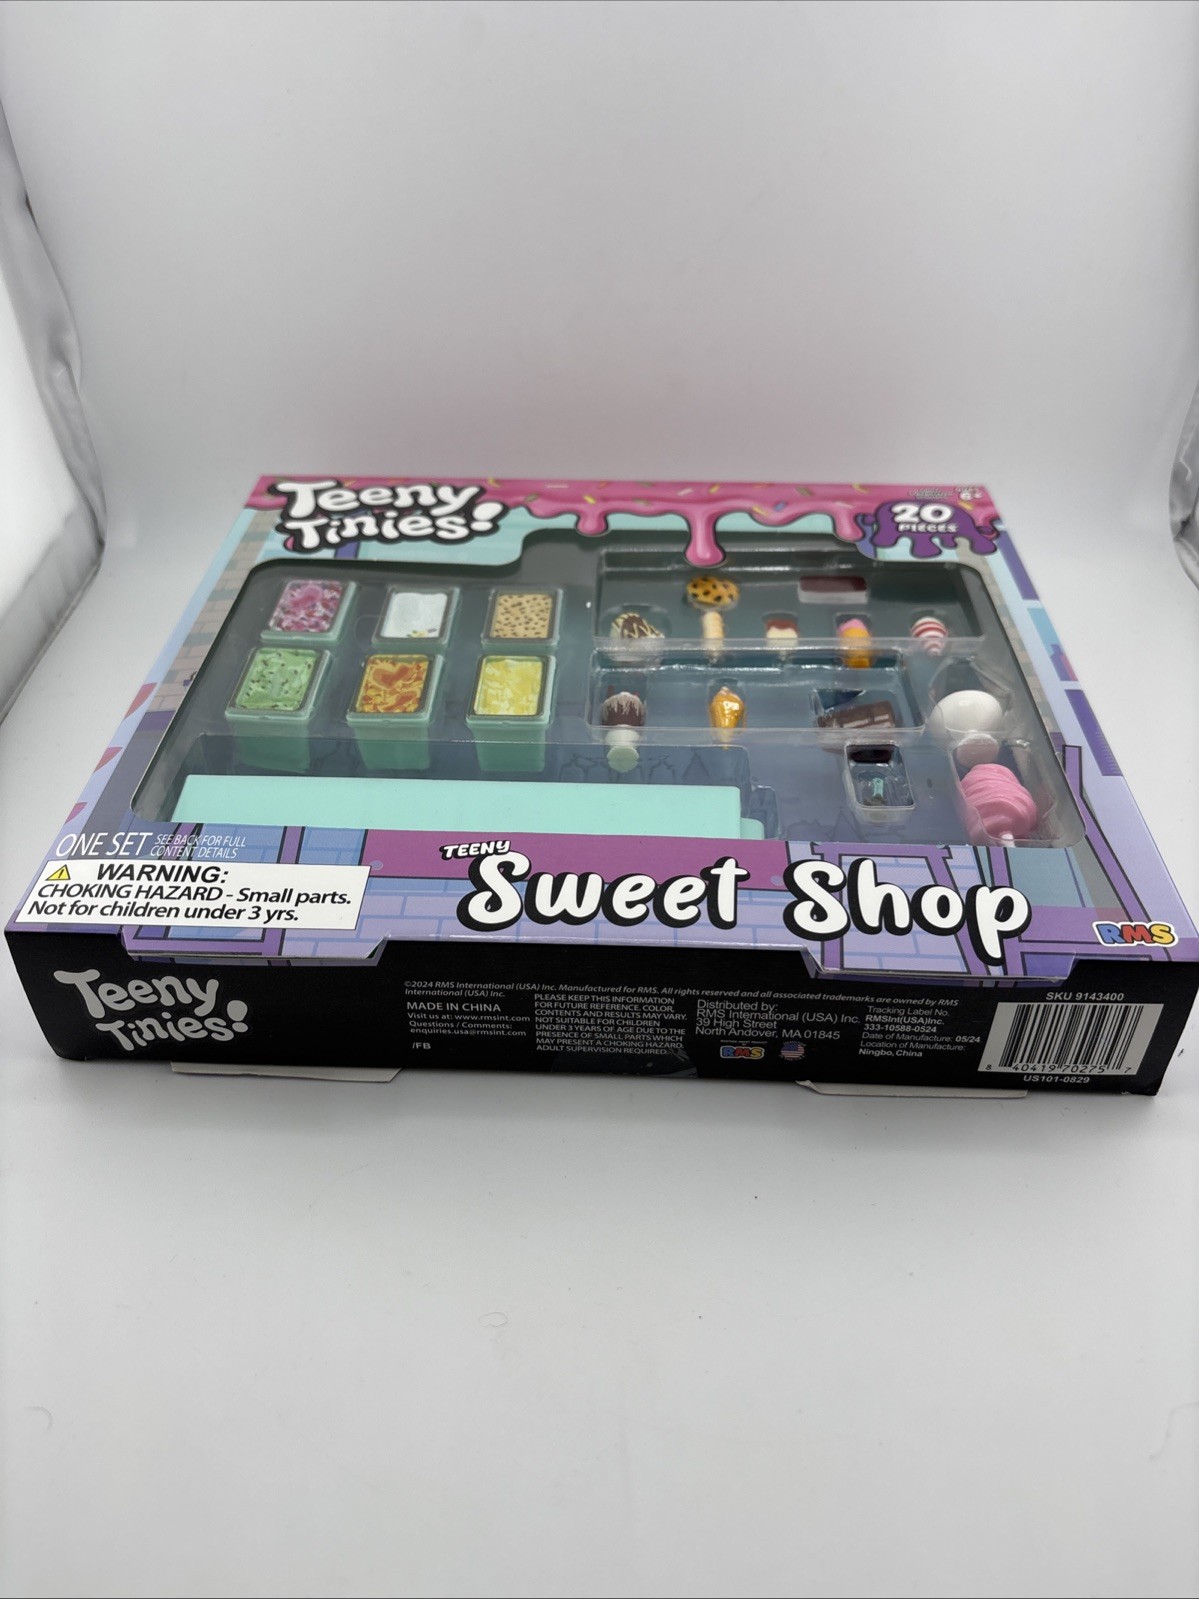 Teeny
Tinies!
6+
20
PIECES
ONE SET SEE BACK FOR FULL
CONTENT DETAILS
WARNING:
CHOKING HAZARD - Small parts.
Not for children under 3 yrs.
TEENY
Sweet Shop
RMS
Teeny
Tinies!
©2024 RMS International (USA) Inc. Manufactured for RMS. All rights reserved and all associated trademarks are owned by RMS
International (USA) Inc.
MADE IN CHINA
Visit us at: www.rmsint.com
Questions / Comments:
enquiries.usa@rmsint.com
/FB
PLEASE KEEP THIS INFORMATION
FOR FUTURE REFERENCE. COLOR,
CONTENTS AND RESULTS MAY VARY.
NOT SUITABLE FOR CHILDREN
UNDER 3 YEARS OF AGE DUE TO THE
PRESENCE OF SMALL PARTS WHICH
MAY PRESENT A CHOKING HAZARD.
ADULT SUPERVISION REQUIRED.
Distributed by:
RMS International (USA) Inc.
39 High Street
North Andover, MA 01845
RMS
Tracking Label No.
RMSInt(USA)Inc.
333-10588-0524
Date of Manufacture: 05/24
Location of Manufacture:
Ningbo, China
SKU 9143400
8 40419 70275 7
US101-0829